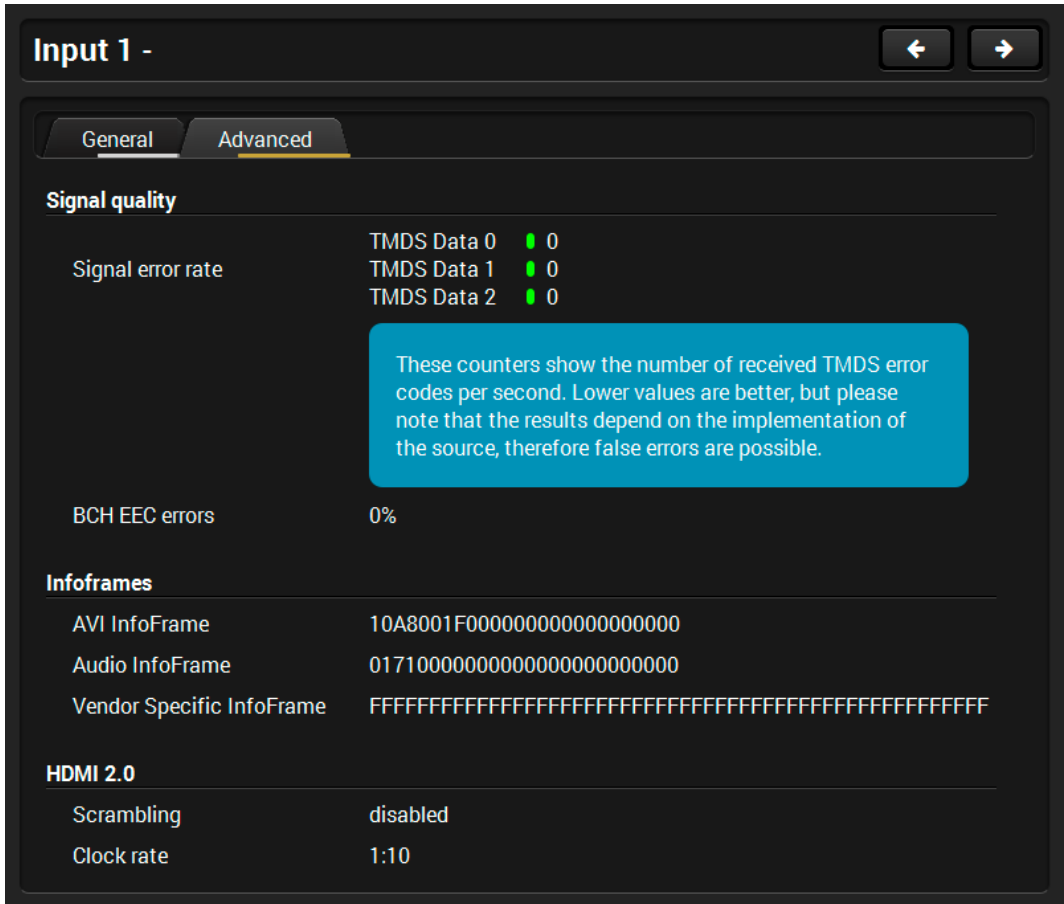 Input 1 -
General Advanced
Signal quality
Signal error rate
TMDS Data 0 0
TMDS Data 1 0
TMDS Data 2 0
These counters show the number of received TMDS error
codes per second. Lower values are better, but please
note that the results depend on the implementation of
the source, therefore false errors are possible.
BCH EEC errors 0%
Infoframes
AVI InfoFrame 10A8001F000000000000000000
Audio InfoFrame 01710000000000000000000000
Vendor Specific InfoFrame FFFFFFFFFFFFFFFFFFFFFFFFFFFFFFFFFFFFFFFFFFFFFFFFFFFF
HDMI 2.0
Scrambling disabled
Clock rate 1:10